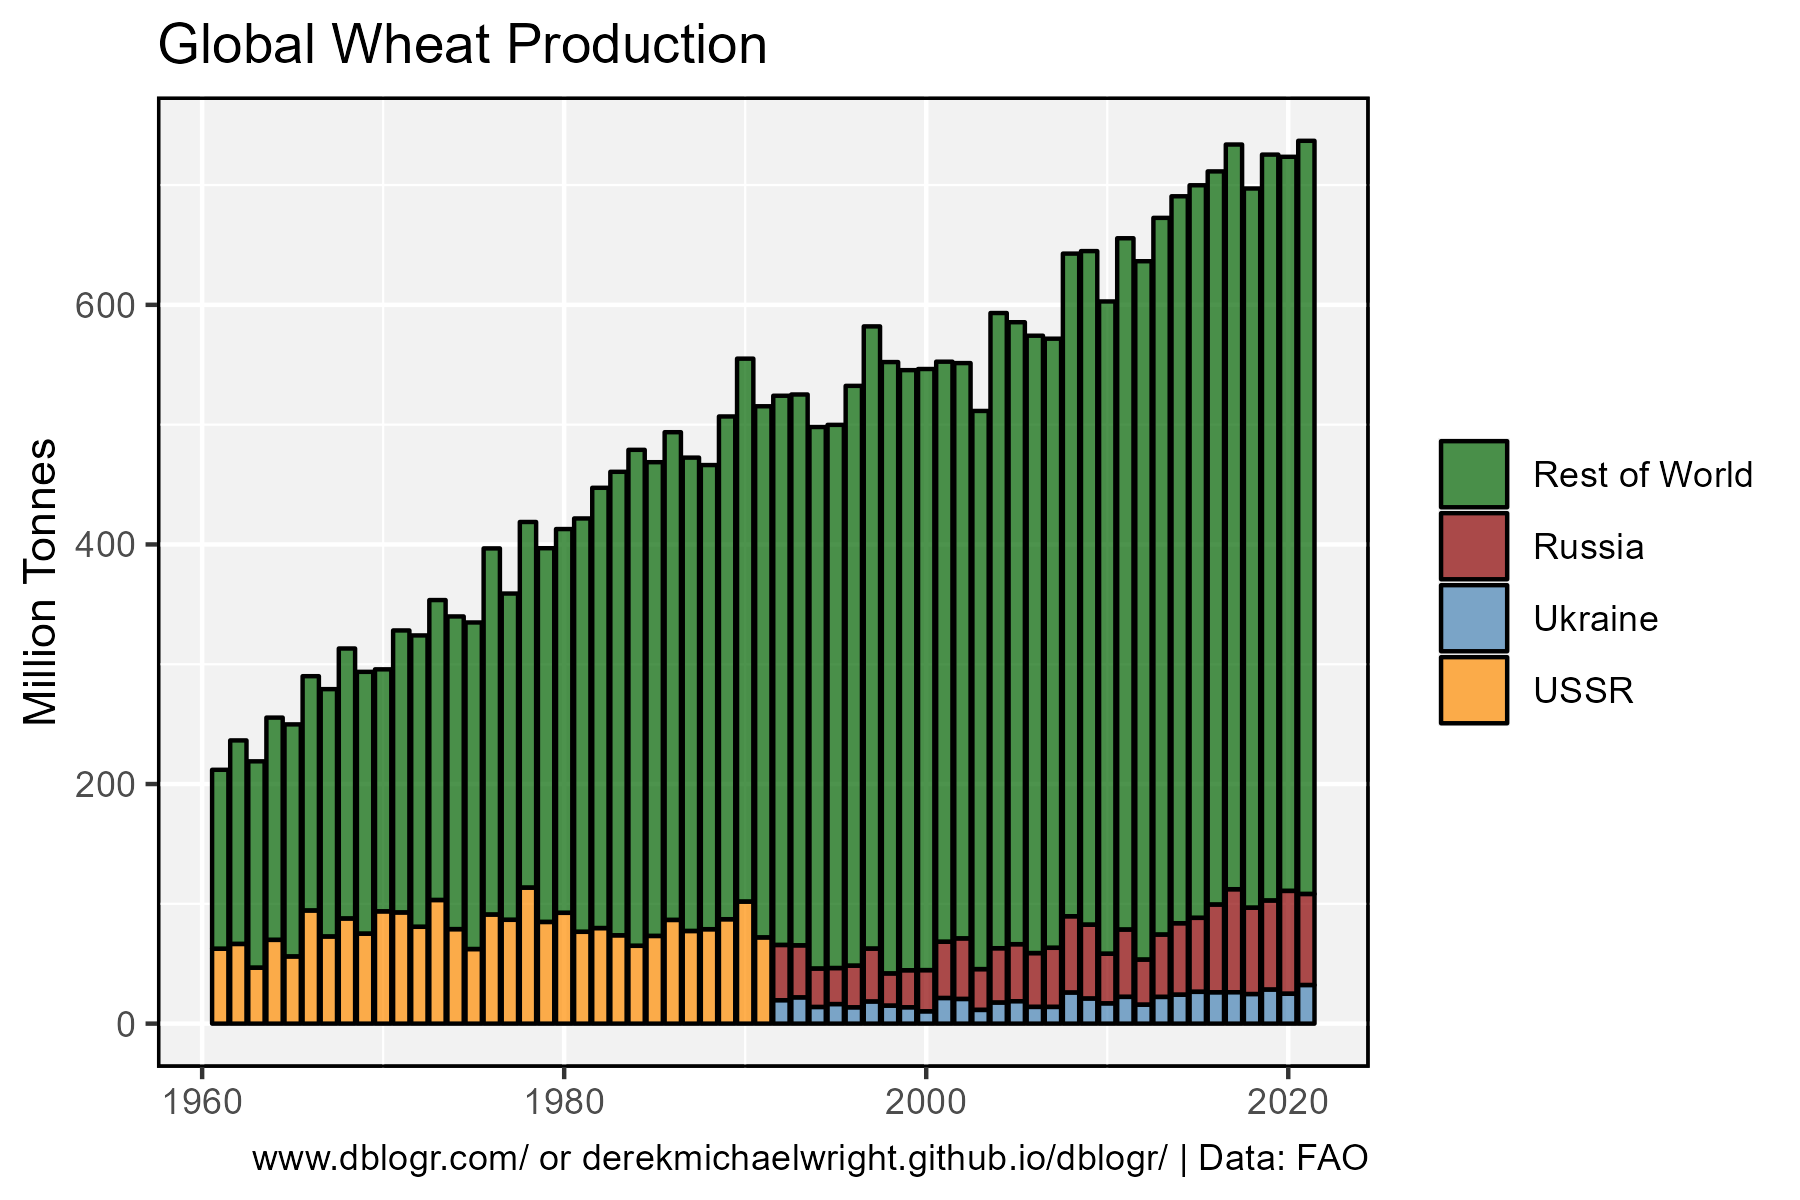 Global Wheat Production
Million Tonnes
600
400
200
0
1960 1980 2000 2020
Rest of World
Russia
Ukraine
USSR
www.dblogr.com/ or derekmichaelwright.github.io/dblogr/ | Data: FAO